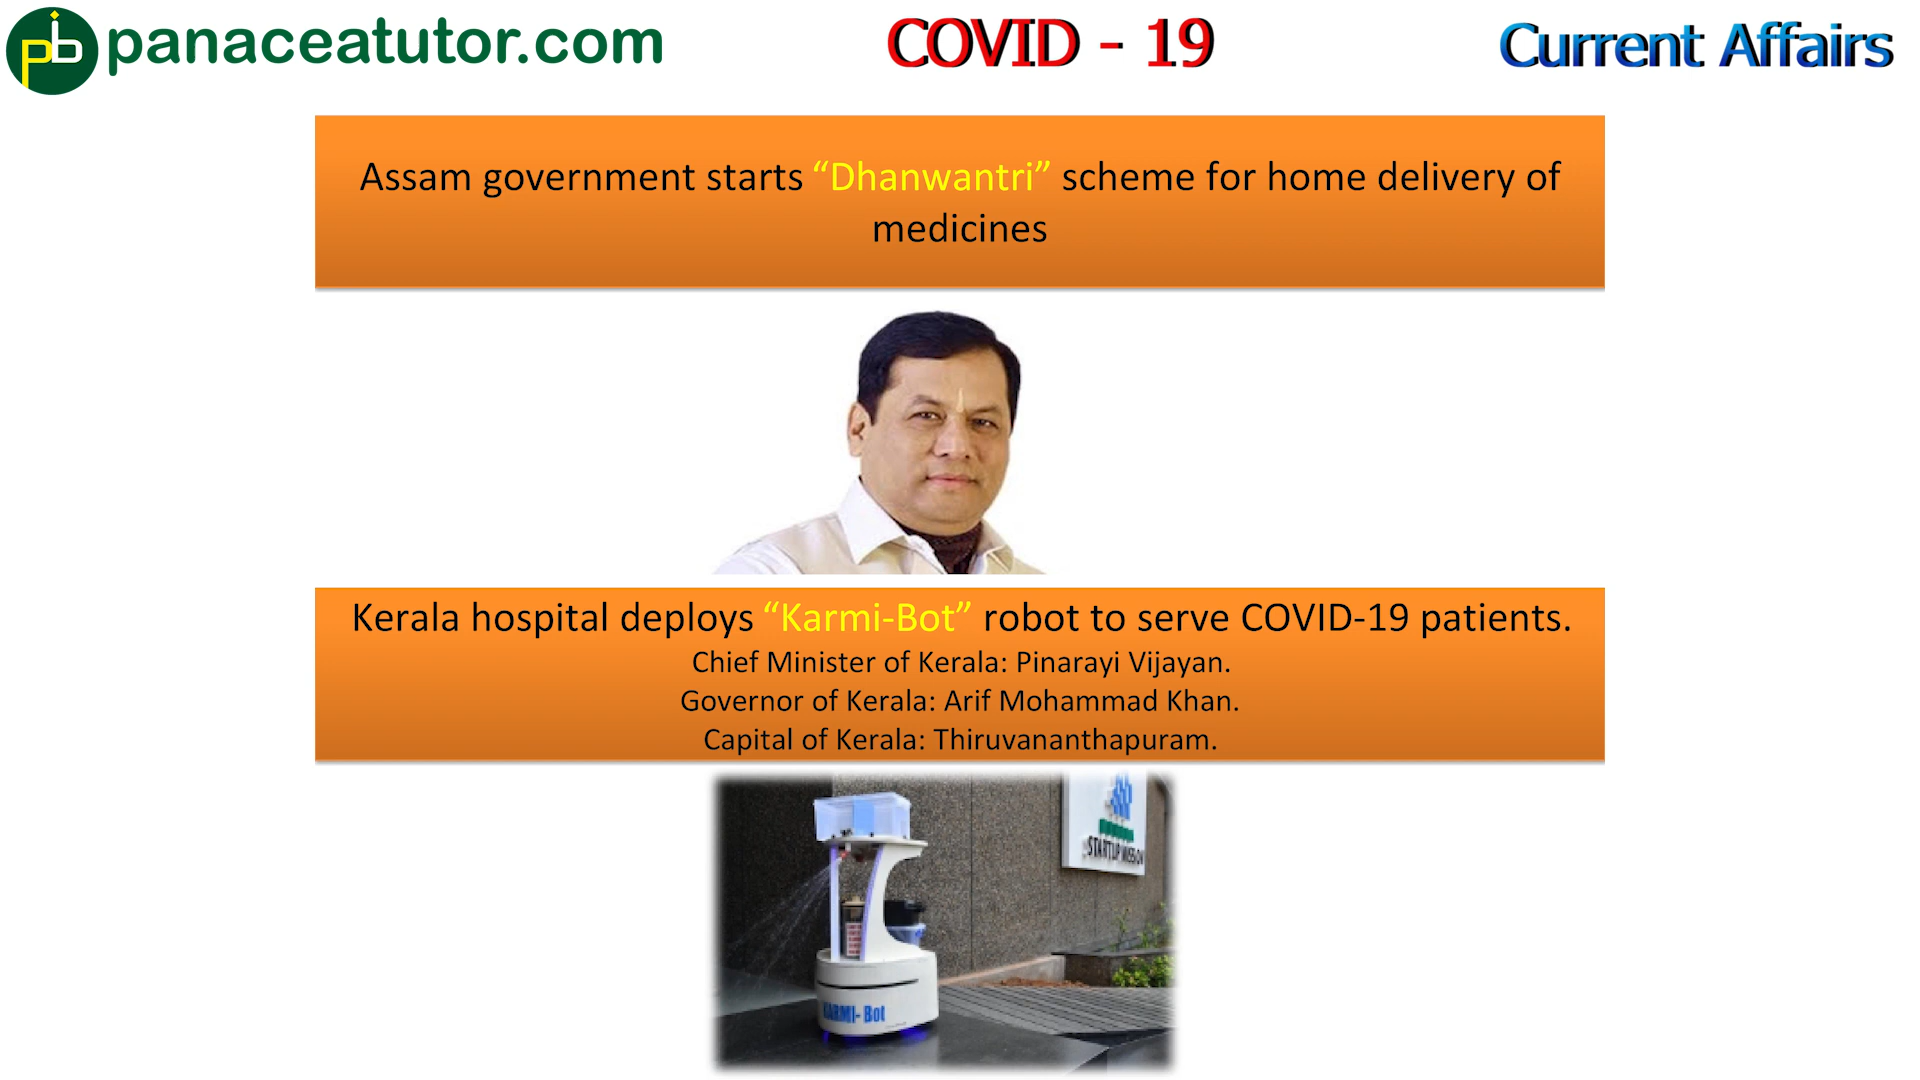 pb panaceatutor.com
COVID - 19
Current Affairs
Assam government starts “Dhanwantri” scheme for home delivery of
medicines
Kerala hospital deploys “Karmi-Bot” robot to serve COVID-19 patients.
Chief Minister of Kerala: Pinarayi Vijayan.
Governor of Kerala: Arif Mohammad Khan.
Capital of Kerala: Thiruvananthapuram.
STARTUP MISSION
KARMI- Bot